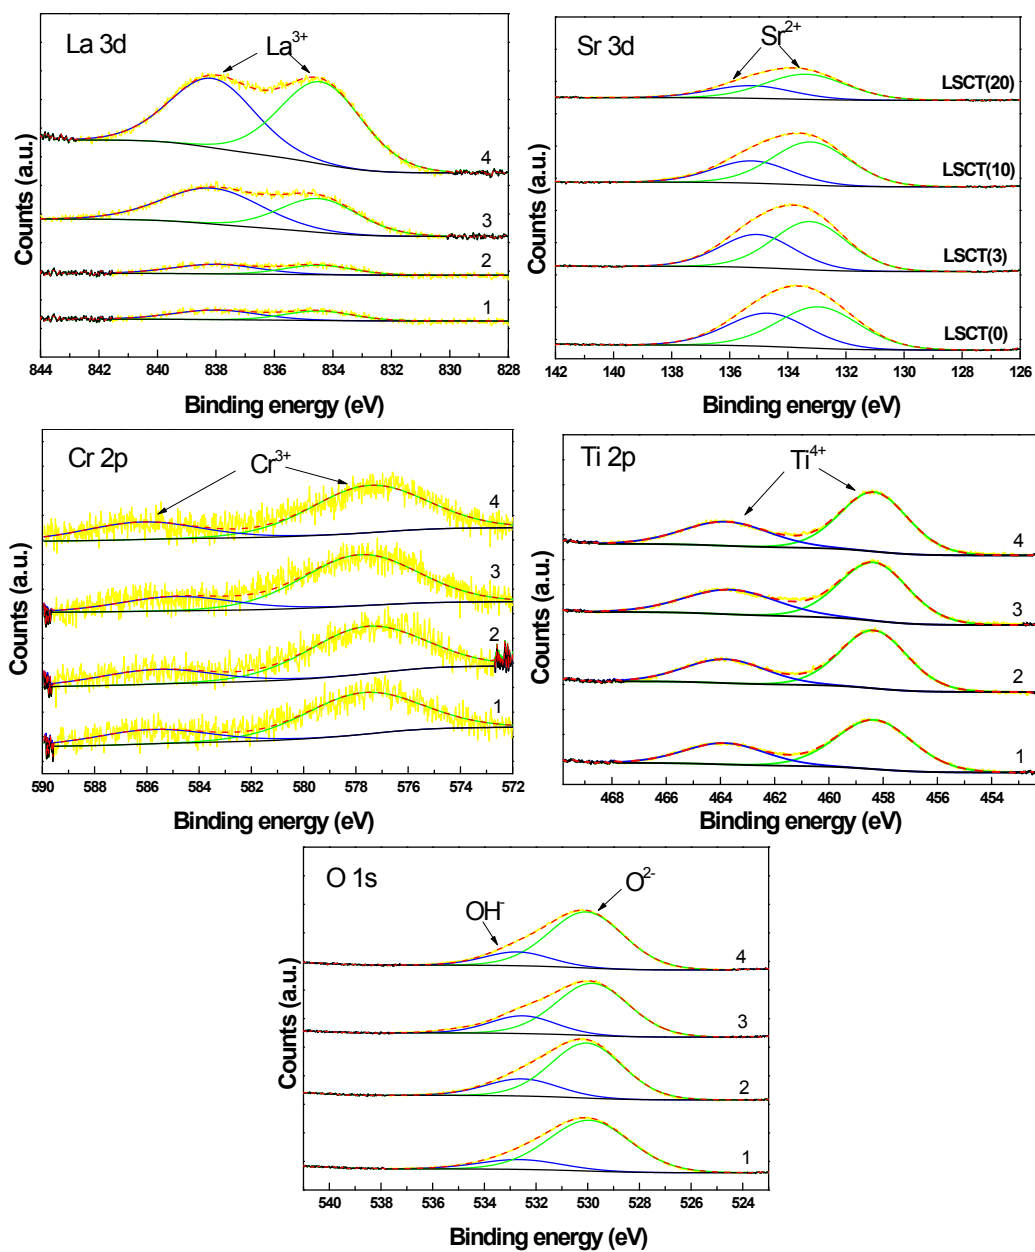 La 3d
La3+
4
3
2
1
Counts (a.u.)
844 842 840 838 836 834 832 830 828
Binding energy (eV)
Sr 3d
Sr2+
LSCT(20)
LSCT(10)
LSCT(3)
LSCT(0)
Counts (a.u.)
142 140 138 136 134 132 130 128 126
Binding energy (eV)
Cr 2p
Cr3+
4
3
2
1
Counts (a.u.)
590 588 586 584 582 580 578 576 574 572
Binding energy (eV)
Ti 2p
Ti4+
4
3
2
1
Counts (a.u.)
468 466 464 462 460 458 456 454
Binding energy (eV)
O 1s
OH-
O2-
4
3
2
1
Counts (a.u.)
540 538 536 534 532 530 528 526 524
Binding energy (eV)